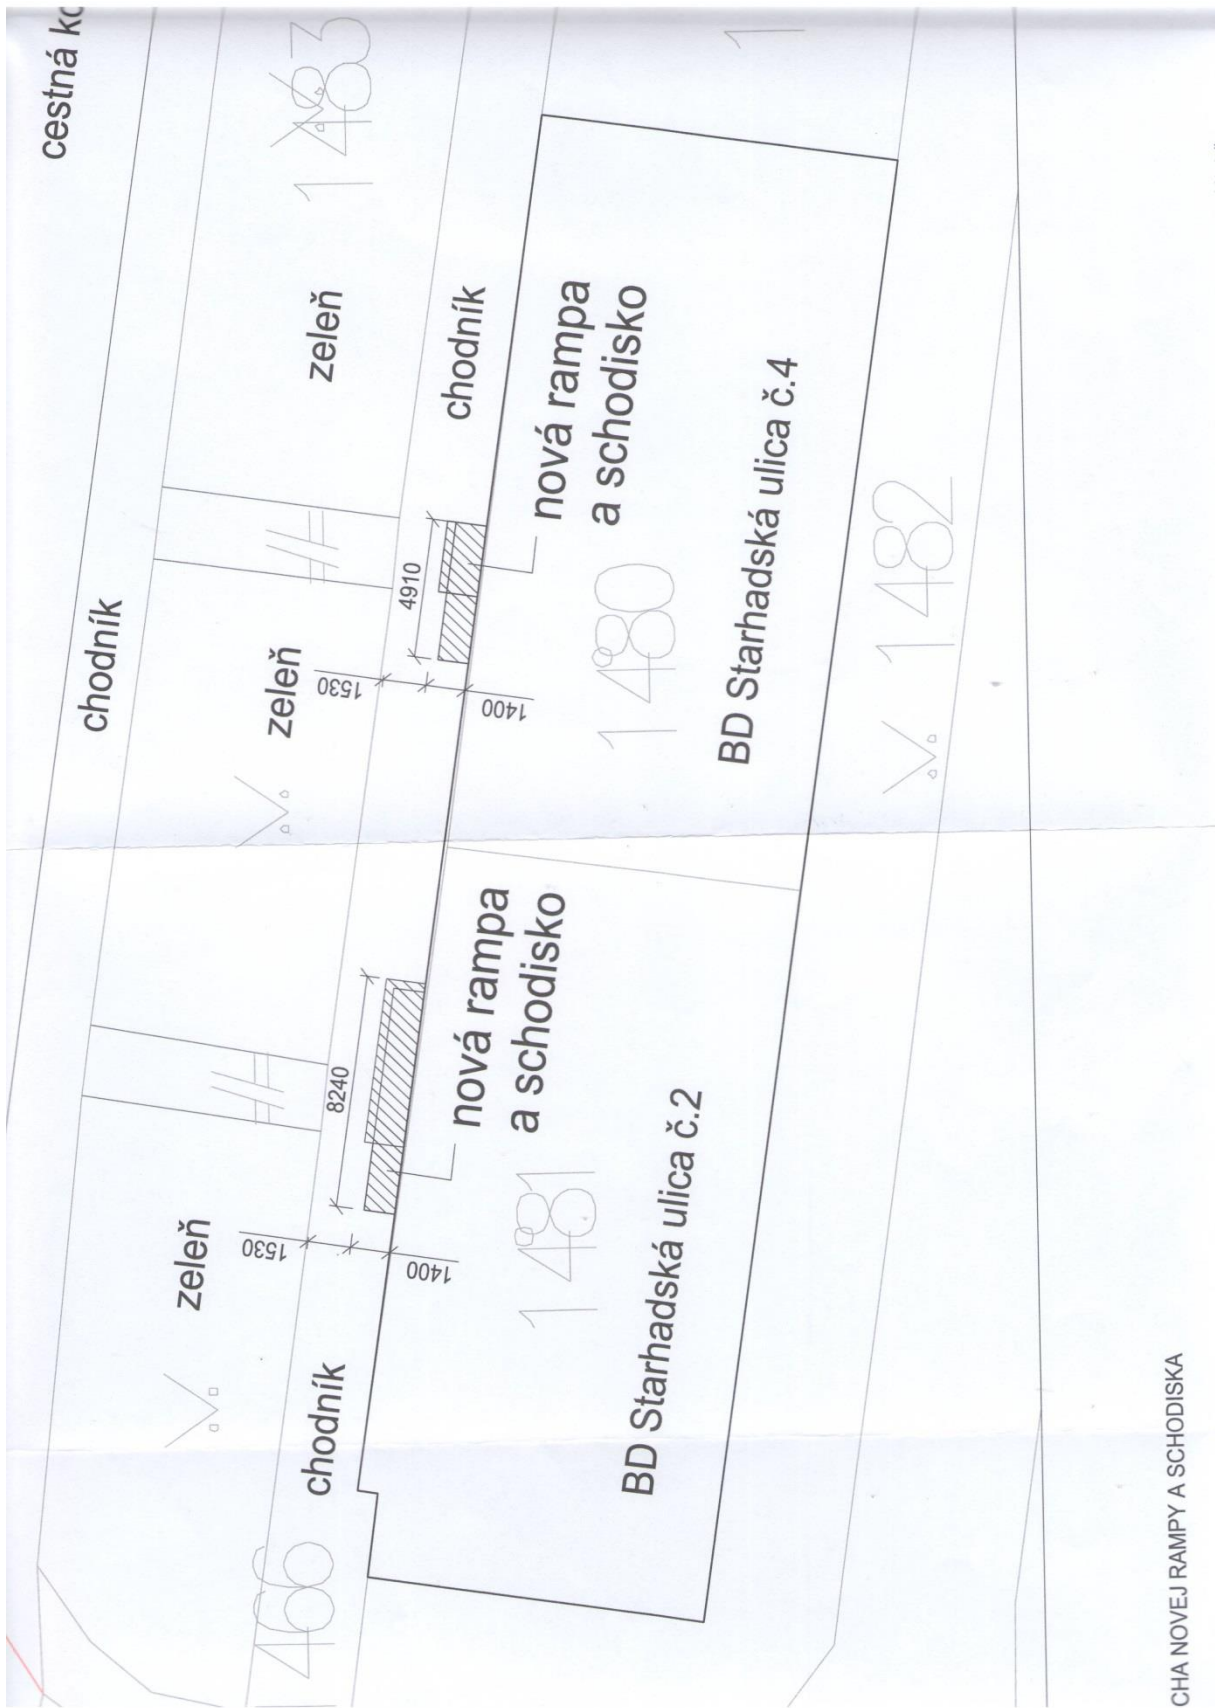 cestná ko
chodník
1483
zeleň
chodník
zeleň
4910
1530
1400
nová rampa
a schodisko
1480
BD Starhadská ulica č.4
1482
8240
zeleň
1530
1400
chodník
466
nová rampa
a schodisko
1481
BD Starhadská ulica č.2
CHA NOVEJ RAMPY A SCHODISKA